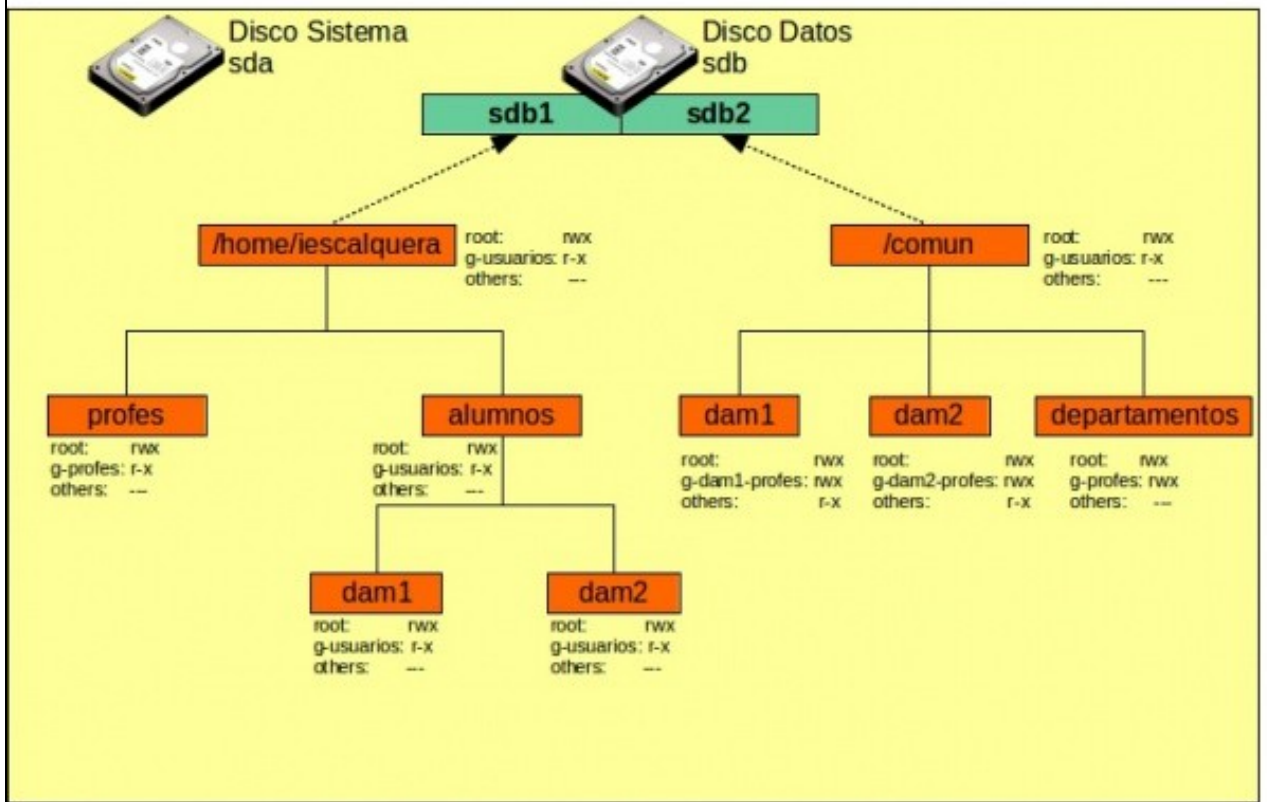 Disco Sistema
sda
Disco Datos
sdb
sdb1
sdb2
/home/iescalquera
root: rwx
g-usuarios: r-x
others: ---
/comun
root: rwx
g-usuarios: r-x
others: ---
profes
root: rwx
g-profes: r-x
others: ---
alumnos
root: rwx
g-usuarios: r-x
others: ---
dam1
root: rwx
g-dam1-profes: rwx
others: r-x
dam2
root: rwx
g-dam2-profes: rwx
others: r-x
departamentos
root: rwx
g-profes: rwx
others: ---
dam1
root: rwx
g-usuarios: r-x
others: ---
dam2
root: rwx
g-usuarios: r-x
others: ---